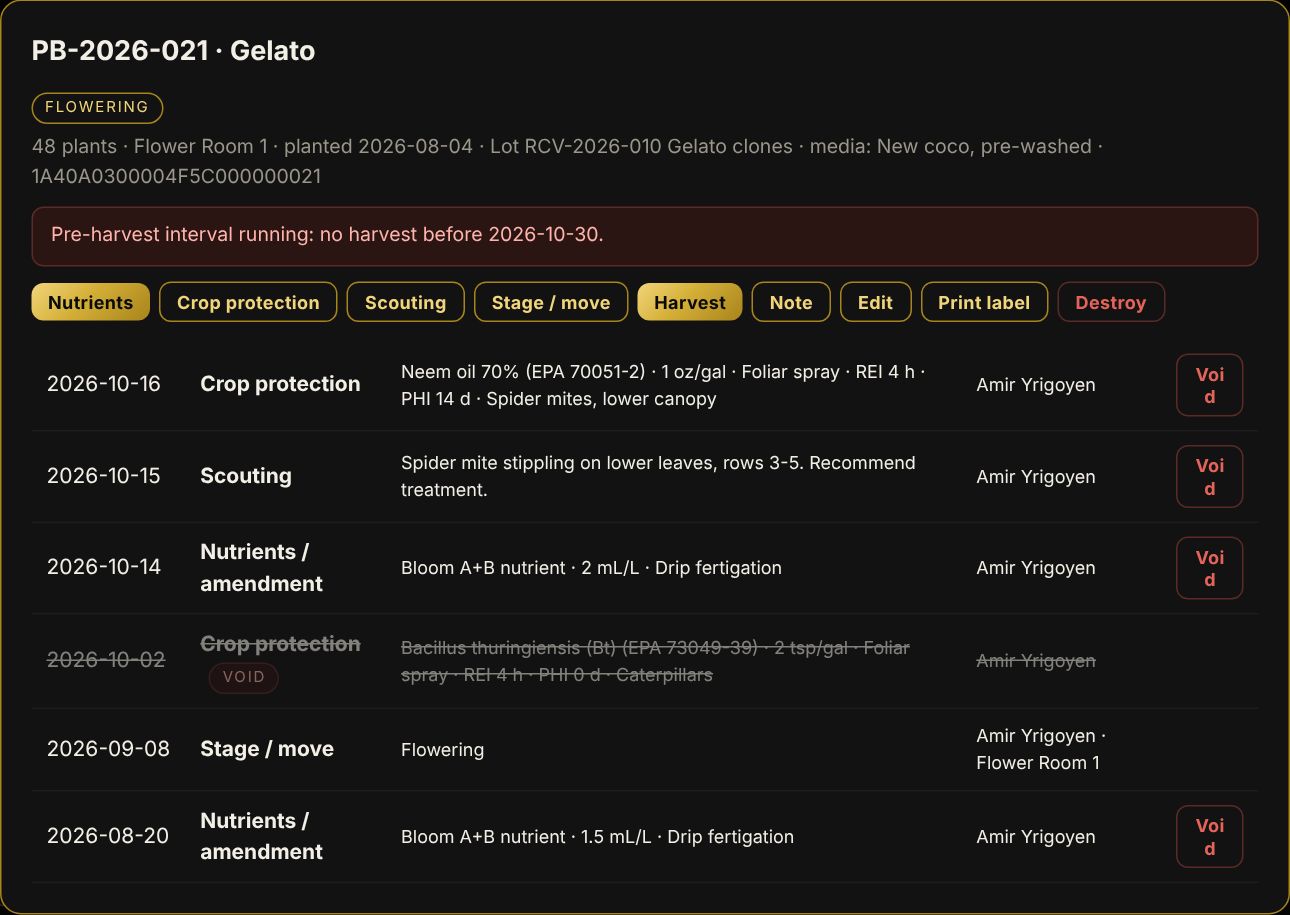 PB-2026-021 · Gelato
FLOWERING
48 plants · Flower Room 1 · planted 2026-08-04 · Lot RCV-2026-010 Gelato clones · media: New coco, pre-washed ·
1A40A0300004F5C000000021
Pre-harvest interval running: no harvest before 2026-10-30.
Nutrients Crop protection Scouting Stage / move Harvest Note Edit Print label Destroy
2026-10-16 Crop protection Neem oil 70% (EPA 70051-2) · 1 oz/gal · Foliar spray · REI 4 h ·
PHI 14 d · Spider mites, lower canopy
Amir Yrigoyen
Voi
d
2026-10-15 Scouting Spider mite stippling on lower leaves, rows 3-5. Recommend
treatment.
Amir Yrigoyen
Voi
d
2026-10-14
Nutrients /
amendment
Bloom A+B nutrient · 2 mL/L · Drip fertigation
Amir Yrigoyen
Voi
d
2026-10-02
Crop protection
VOID
Bacillus thuringiensis (Bt) (EPA 73049-39) · 2 tsp/gal · Foliar
spray · REI 4 h · PHI 0 d · Caterpillars
Amir Yrigoyen
2026-09-08 Stage / move Flowering
Amir Yrigoyen ·
Flower Room 1
2026-08-20
Nutrients /
amendment
Bloom A+B nutrient · 1.5 mL/L · Drip fertigation
Amir Yrigoyen
Voi
d